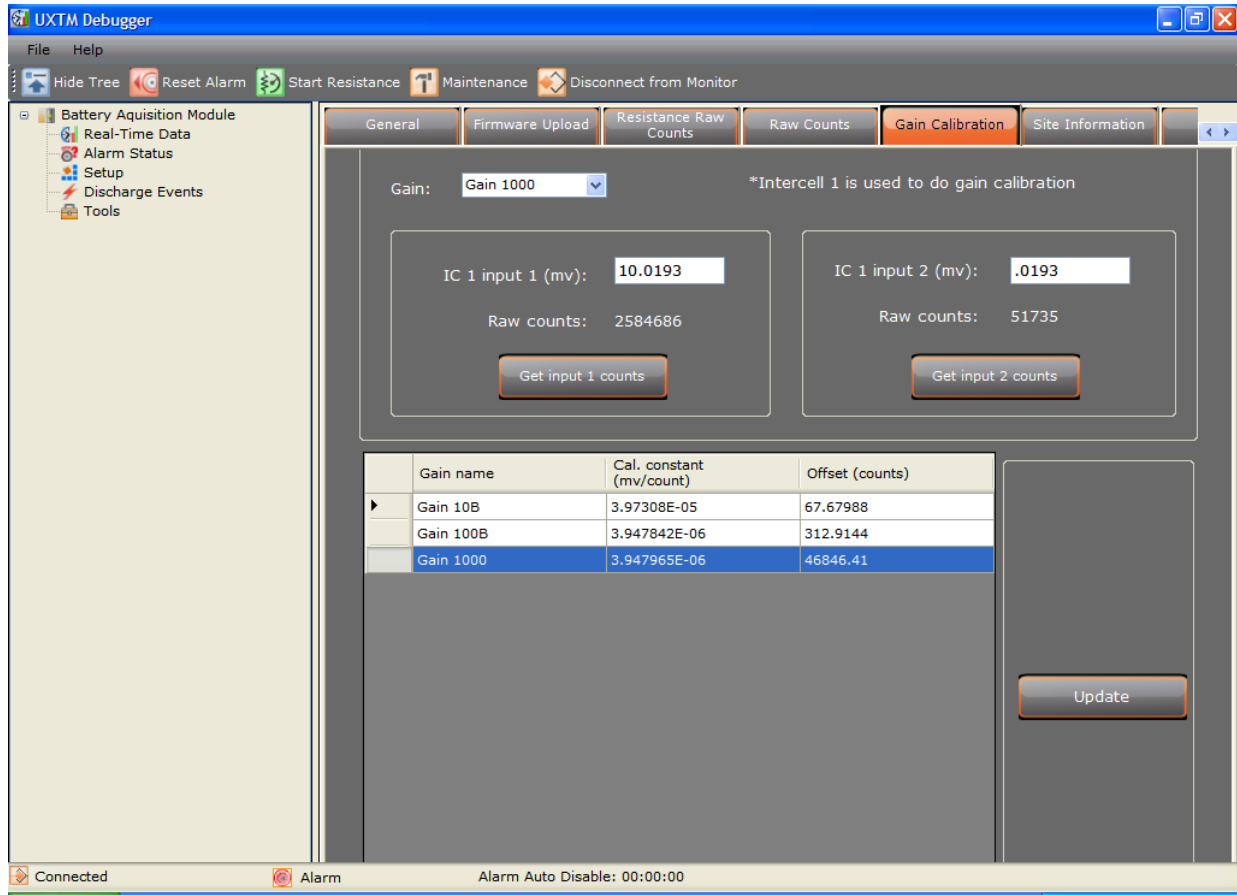 UXTM Debugger
File Help
Hide Tree Reset Alarm Start Resistance Maintenance Disconnect from Monitor
Battery Aquisition Module
Real-Time Data
Alarm Status
Setup
Discharge Events
Tools
General Firmware Upload Resistance Raw Counts Raw Counts Gain Calibration Site Information
Gain: Gain 1000 *Intercell 1 is used to do gain calibration
IC 1 input 1 (mv): 10.0193
Raw counts: 2584686
Get input 1 counts
IC 1 input 2 (mv): .0193
Raw counts: 51735
Get input 2 counts
Gain name Cal. constant (mv/count) Offset (counts)
Gain 10B 3.97308E-05 67.67988
Gain 100B 3.947842E-06 312.9144
Gain 1000 3.947965E-06 46846.41
Update
Connected Alarm Alarm Auto Disable: 00:00:00